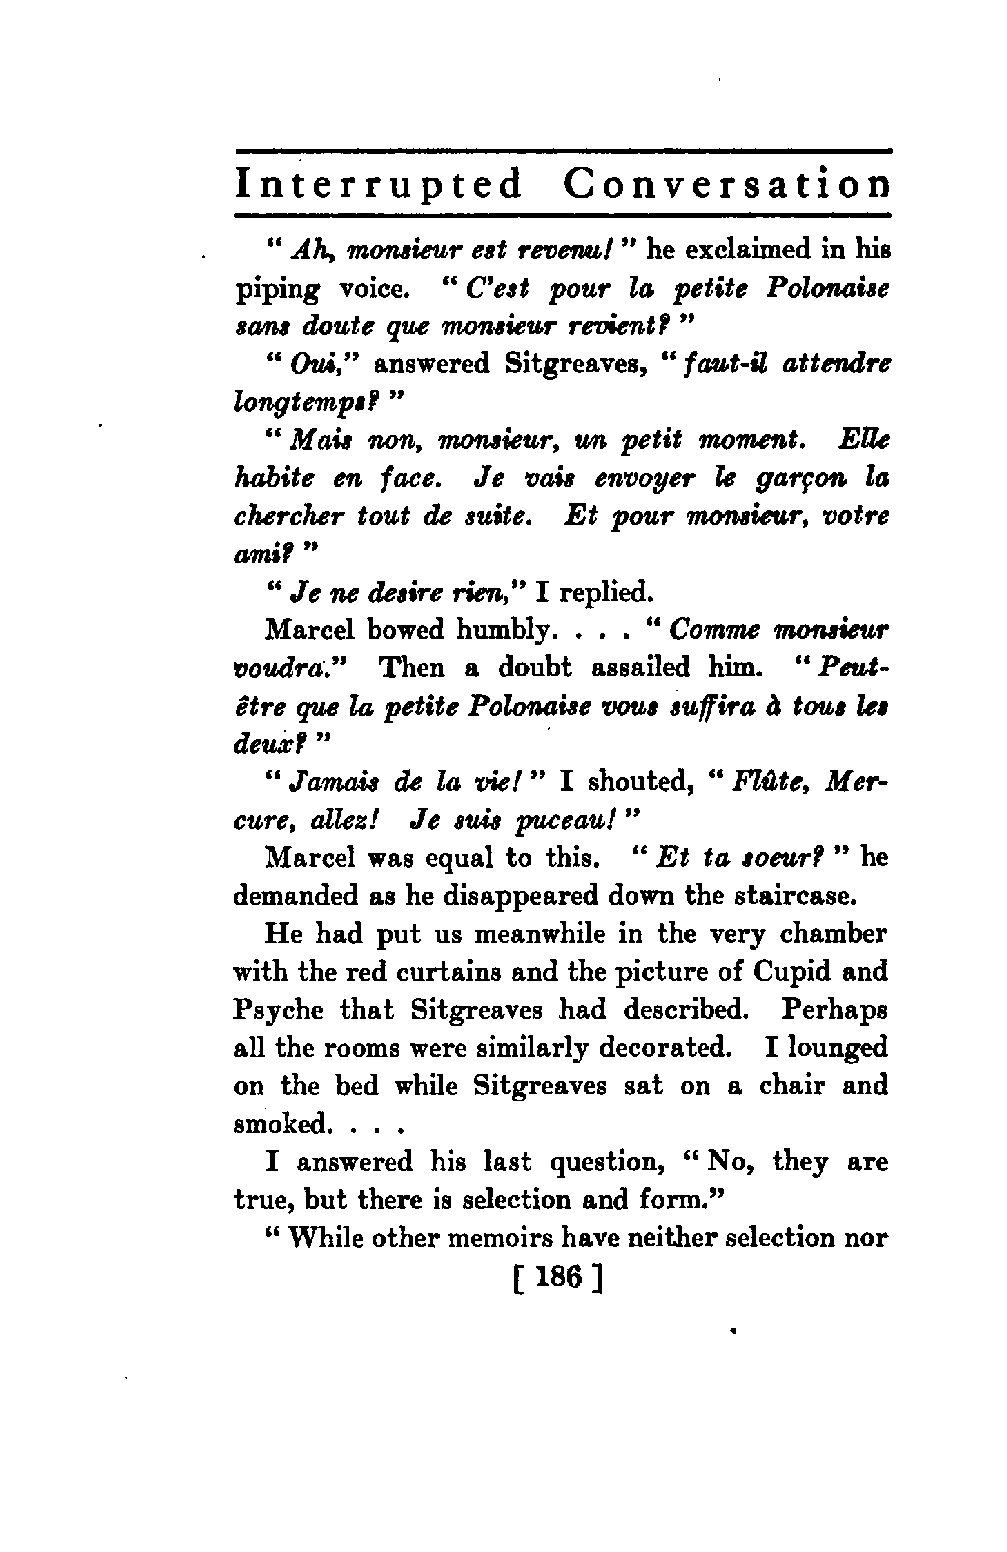 Interrupted Conversation
“ Ah, monsieur est revenu! ” he exclaimed in his
piping voice. “ C’est pour la petite Polonaise
sans doute que monsieur revient? ”
“ Oui,” answered Sitgreaves, “ faut-il attendre
longtemps? ”
“ Mais non, monsieur, un petit moment. Elle
habite en face. Je vais envoyer le garçon la
chercher tout de suite. Et pour monsieur, votre
ami? ”
“ Je ne desire rien,” I replied.
Marcel bowed humbly. . . . “ Comme monsieur
voudra.” Then a doubt assailed him. “ Peut-
être que la petite Polonaise vous suffira à tous les
deux? ”
“ Jamais de la vie! ” I shouted, “ Flûte, Mer-
cure, allez! Je suis puceau! ”
Marcel was equal to this. “ Et ta soeur? ” he
demanded as he disappeared down the staircase.
He had put us meanwhile in the very chamber
with the red curtains and the picture of Cupid and
Psyche that Sitgreaves had described. Perhaps
all the rooms were similarly decorated. I lounged
on the bed while Sitgreaves sat on a chair and
smoked. . . .
I answered his last question, “ No, they are
true, but there is selection and form.”
“ While other memoirs have neither selection nor
[ 186 ]